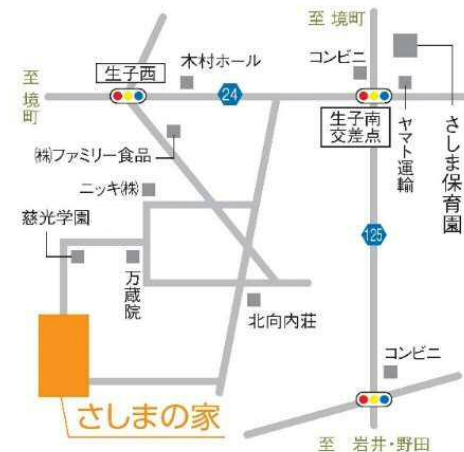 至 境町
コンビニ
木村ホール
生子西
至
境
町
24
生子南
交差点
ヤマト運輸
さしま保育園
㈱ファミリー食品
ニッキ㈱
慈光学園
万蔵院
125
北向内荘
コンビニ
さしまの家
至 岩井・野田